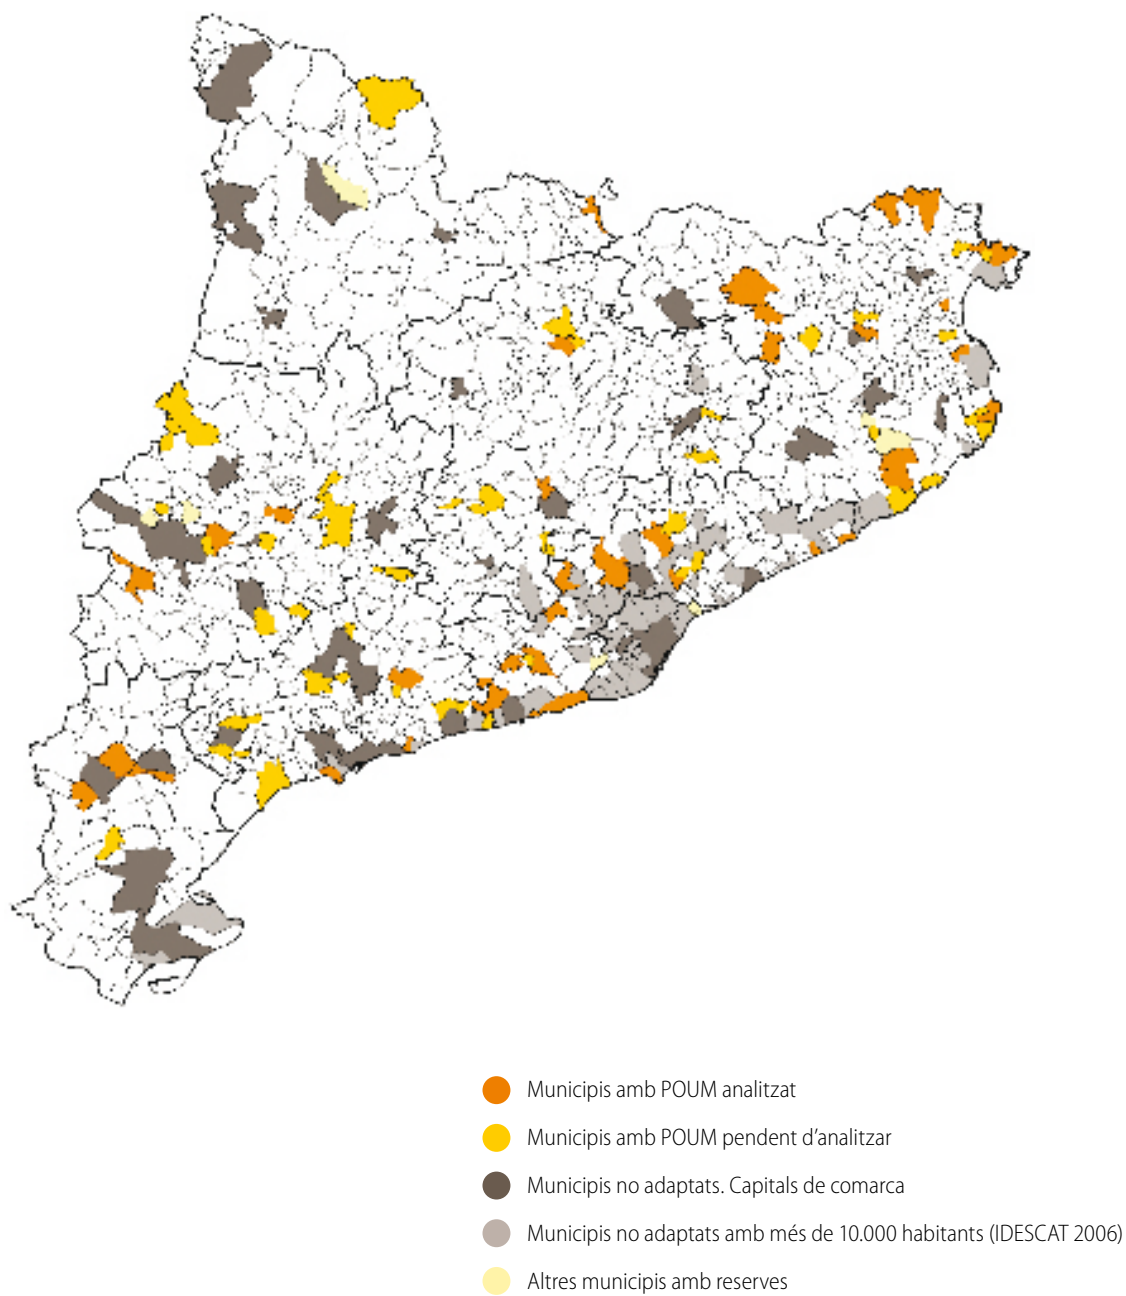 Municipis amb POUM analitzat
Municipis amb POUM pendent d’analitzar
Municipis no adaptats. Capitals de comarca
Municipis no adaptats amb més de 10.000 habitants (IDESCAT 2006)
Altres municipis amb reserves